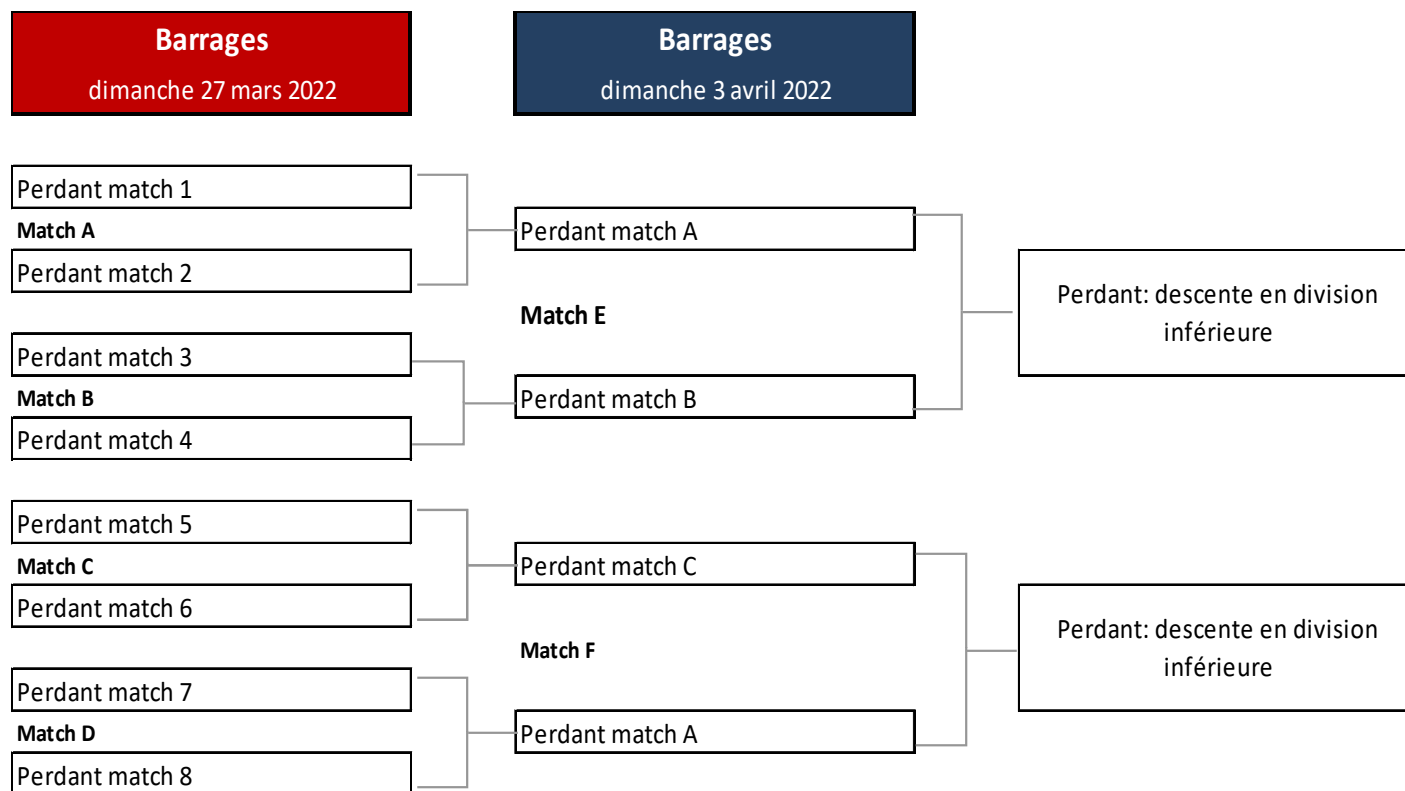 Barrages
dimanche 27 mars 2022
Barrages
dimanche 3 avril 2022
Perdant match 1
Match A
Perdant match 2
Perdant match 3
Match B
Perdant match 4
Perdant match 5
Match C
Perdant match 6
Perdant match 7
Match D
Perdant match 8
Perdant match A
Match E
Perdant match B
Perdant match C
Match F
Perdant match A
Perdant: descente en division
inférieure
Perdant: descente en division
inférieure